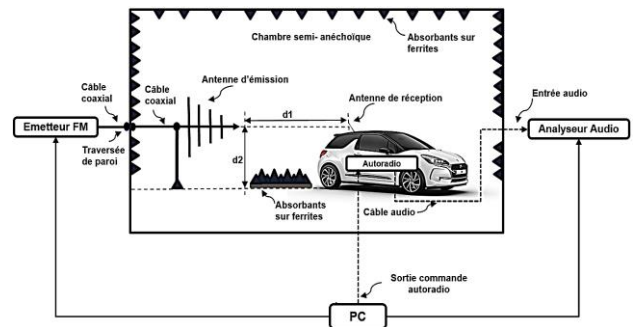 Chambre semi- anéchoïque
Absorbants sur
ferrites
Câble
coaxial
Câble
coaxial
Antenne d'émission
d1
Antenne de réception
Entrée audio
Emetteur FM
Traversée
de paroi
d2
Autoradio
Analyseur Audio
Absorbants
sur ferrites
Câble audio
Sortie commande
autoradio
PC